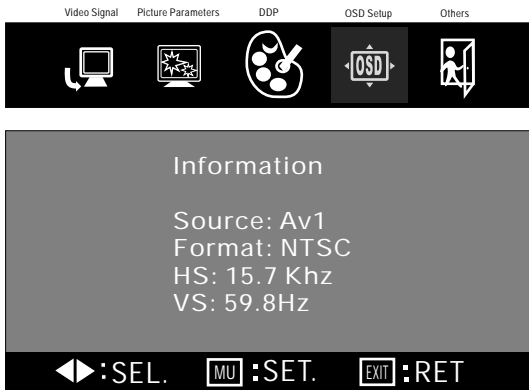 Video Signal Picture Parameters DDP OSD Setup Others
OSD
Information
Source: Av1
Format: NTSC
HS: 15.7 Khz
VS: 59.8Hz
:SEL. MU :SET. EXIT :RET